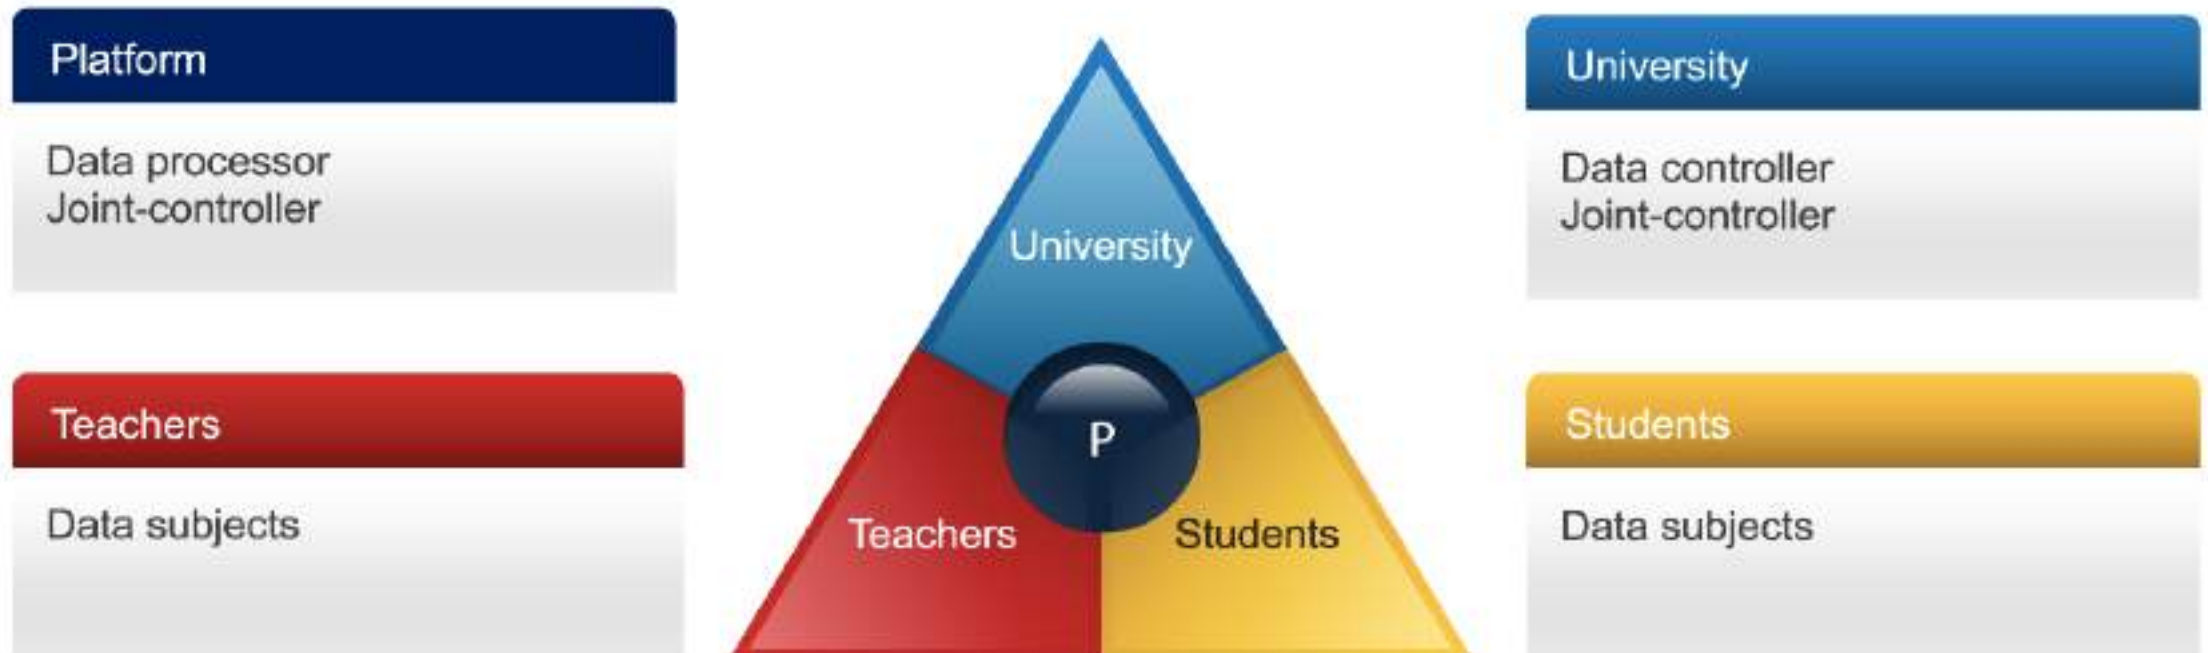 Platform
Data processor
Joint-controller
University
Data controller
Joint-controller
University
P
Teachers
Students
Teachers
Data subjects
Students
Data subjects